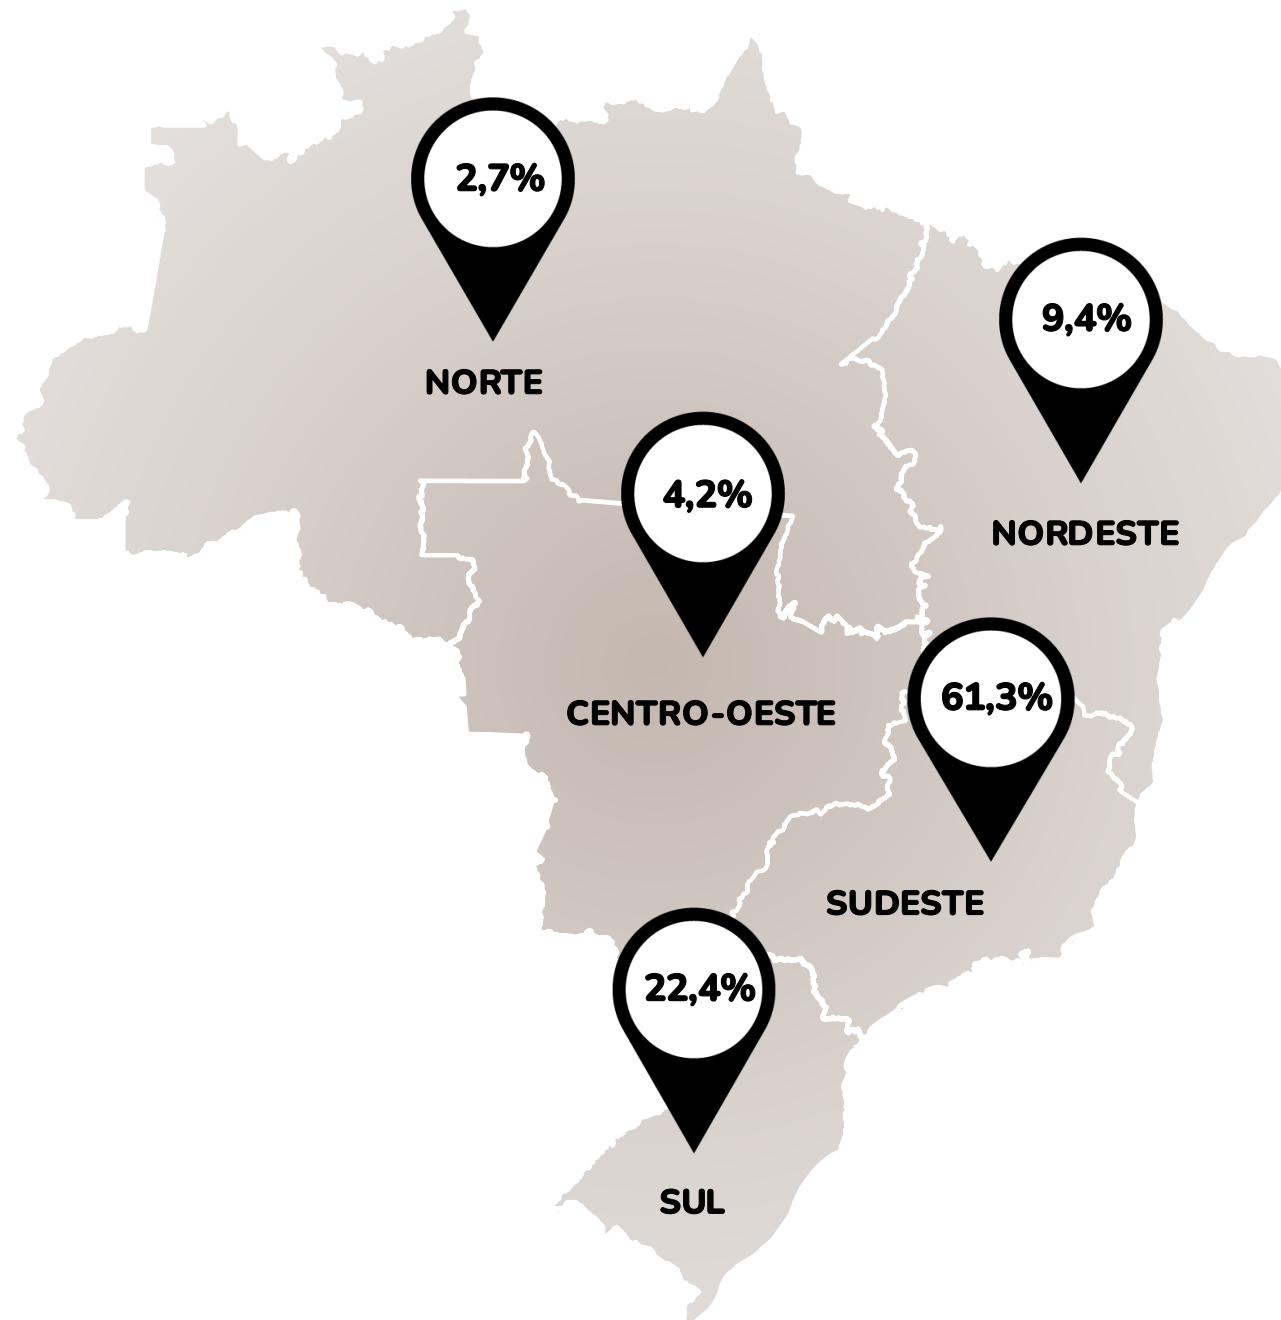 2,7%
NORTE
9,4%
NORDESTE
4,2%
CENTRO-OESTE
61,3%
SUDESTE
22,4%
SUL